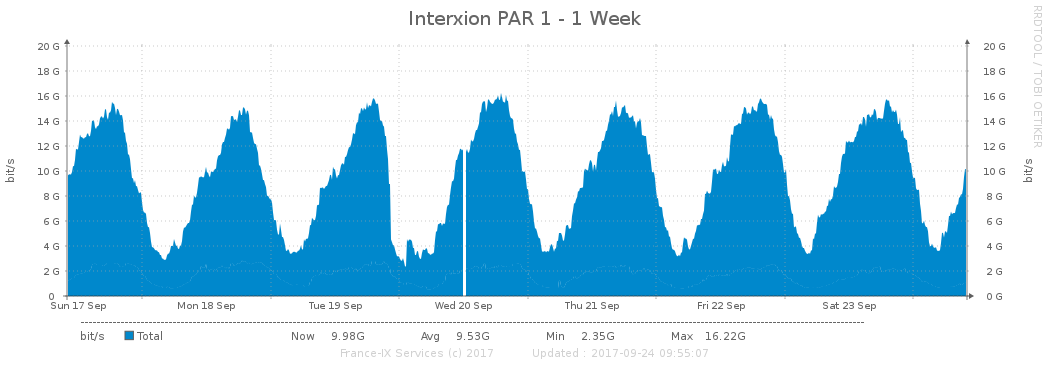 Interxion PAR 1 - 1 Week
RRDTOOL / TOBI OETIKER
20 G 20 G
18 G 18 G
16 G 16 G
14 G 14 G
12 G 12 G
10 G 10 G
8 G 8 G
6 G 6 G
4 G 4 G
2 G 2 G
0 0 G
bit/s
bit/s
Sun 17 Sep Mon 18 Sep Tue 19 Sep Wed 20 Sep Thu 21 Sep Fri 22 Sep Sat 23 Sep
bit/s Total Now 9.98G Avg 9.53G Min 2.35G Max 16.22G
France-IX Services (c) 2017 Updated : 2017-09-24 09:55:07